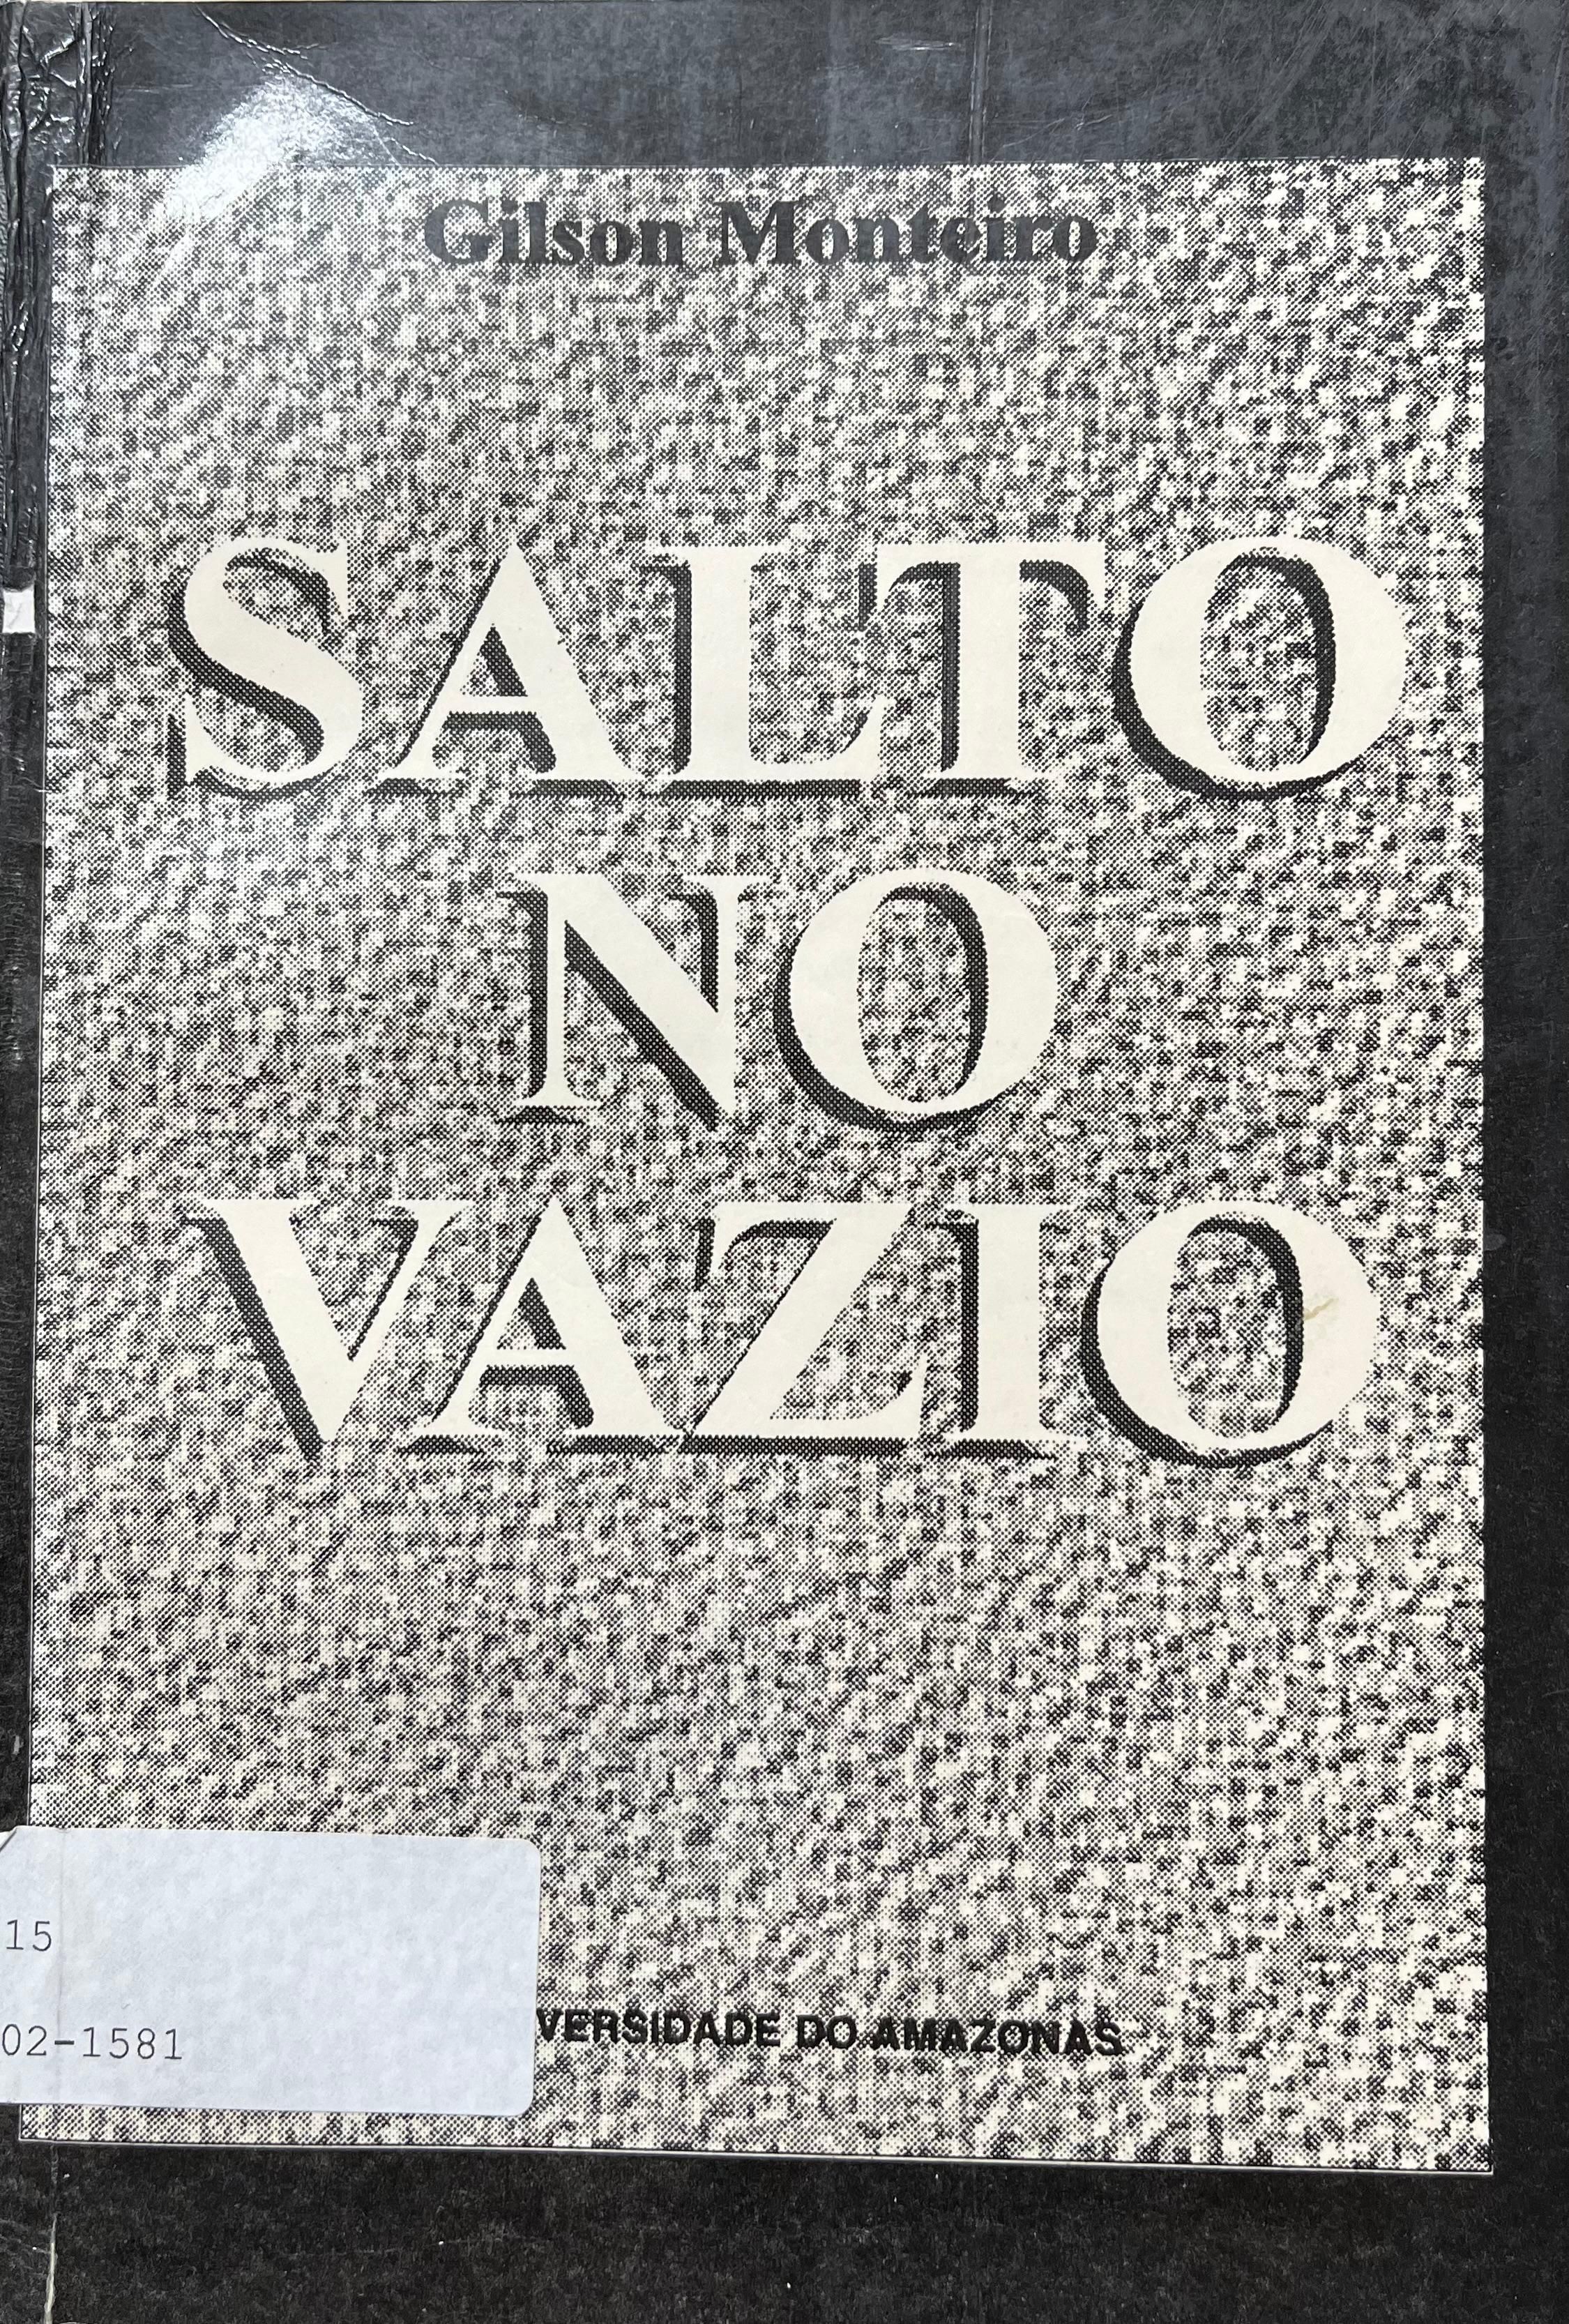 Gilson Monteiro
SALTO
NO
VAZIO
VERSIDADE DO AMAZONAS
15
02-1581